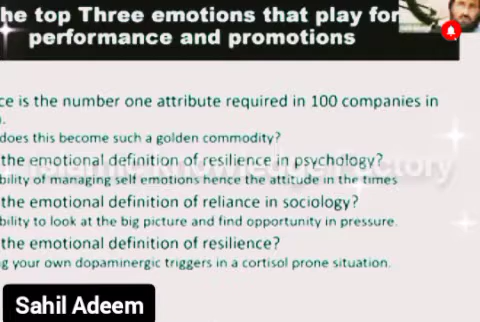 he top Three emotions that play for
performance and promotions
ce is the number one attribute required in 100 companies in
).
does this become such a golden commodity?
the emotional definition of resilience in psychology?
bility of managing self emotions hence the attitude in the times
the emotional definition of reliance in sociology?
bility to look at the big picture and find opportunity in pressure.
the emotional definition of resilience?
g your own dopaminergic triggers in a cortisol prone situation.
Islamic Knowledge Factory
Sahil Adeem